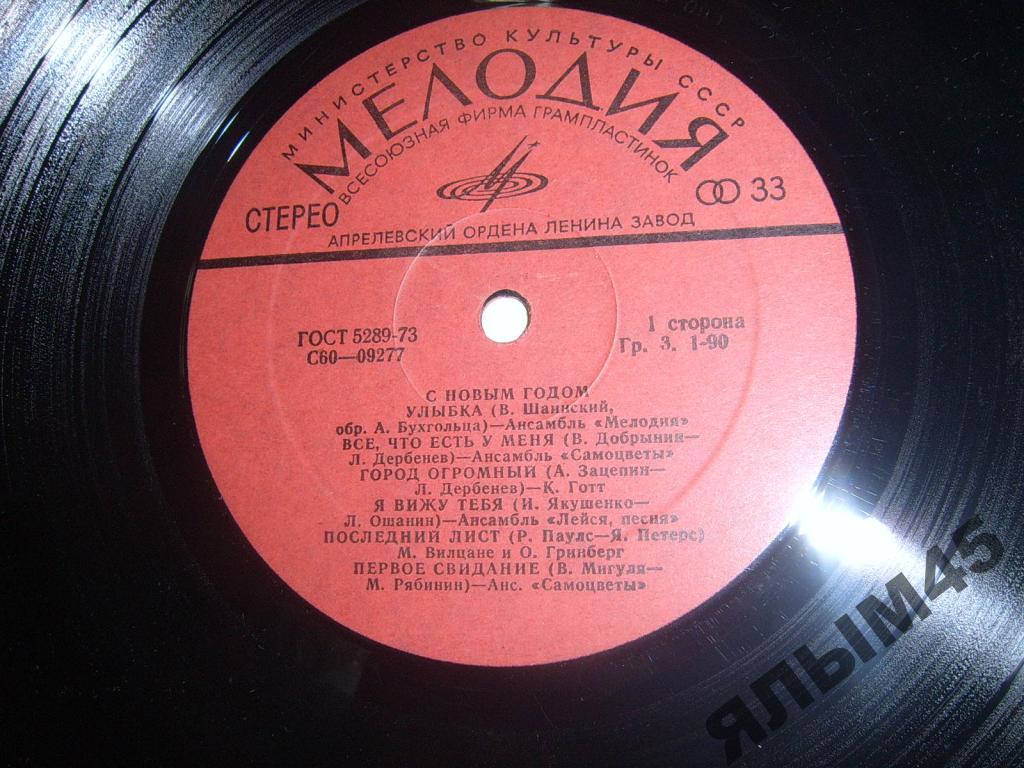 МИНИСТЕРСТВО КУЛЬТУРЫ СССР
МЕЛОДИЯ
ВСЕСОЮЗНАЯ ФИРМА ГРАМПЛАСТИНОК
СТЕРЕО
33
АПРЕЛЕВСКИЙ ОРДЕНА ЛЕНИНА ЗАВОД
ГОСТ 5289-73
С60—09277
1 сторона
Гр. 3. 1-90
С НОВЫМ ГОДОМ
УЛЫБКА (В. Шаинский,
обр. А. Бухгольца)—Ансамбль «Мелодия»
ВСЕ, ЧТО ЕСТЬ У МЕНЯ (В. Добрынин—
Л. Дербенев)—Ансамбль «Самоцветы»
ГОРОД ОГРОМНЫЙ (А. Зацепин—
Л. Дербенев)—К. Готт
Я ВИЖУ ТЕБЯ (И. Якушенко—
Л. Ошанин)—Ансамбль «Лейся, песня»
ПОСЛЕДНИЙ ЛИСТ (Р. Паулс—Я. Петерс)
М. Вилцане и О. Гринберг
ПЕРВОЕ СВИДАНИЕ (В. Мигуля—
М. Рябинин)—Анс. «Самоцветы»
ЯЛЫМ45